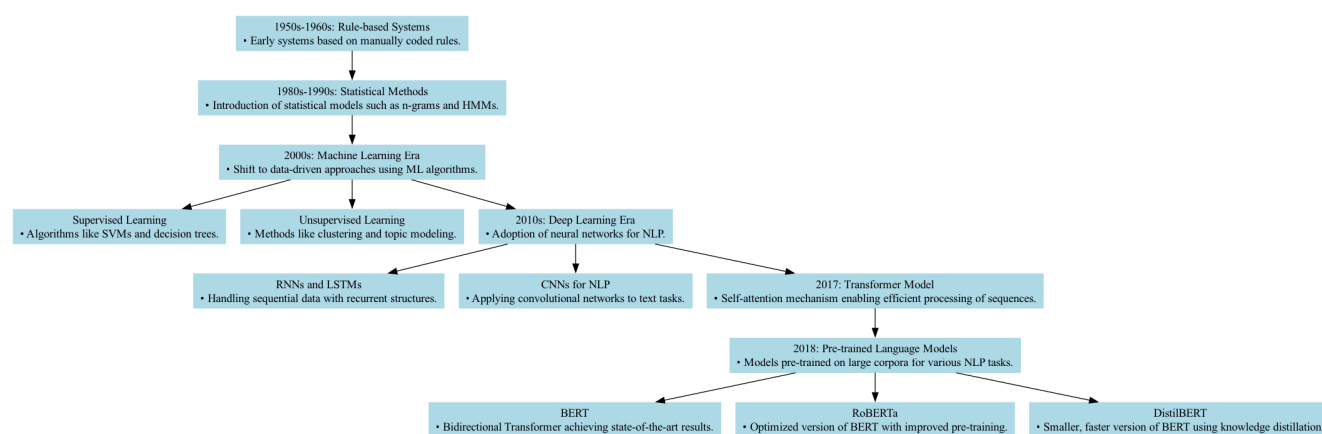 1950s-1960s: Rule-based Systems
• Early systems based on manually coded rules.
1980s-1990s: Statistical Methods
• Introduction of statistical models such as n-grams and HMMs.
2000s: Machine Learning Era
• Shift to data-driven approaches using ML algorithms.
Supervised Learning
• Algorithms like SVMs and decision trees.
Unsupervised Learning
• Methods like clustering and topic modeling.
2010s: Deep Learning Era
• Adoption of neural networks for NLP.
RNNs and LSTMs
• Handling sequential data with recurrent structures.
CNNs for NLP
• Applying convolutional networks to text tasks.
2017: Transformer Model
• Self-attention mechanism enabling efficient processing of sequences.
2018: Pre-trained Language Models
• Models pre-trained on large corpora for various NLP tasks.
BERT
• Bidirectional Transformer achieving state-of-the-art results.
RoBERTa
• Optimized version of BERT with improved pre-training.
DistilBERT
• Smaller, faster version of BERT using knowledge distillation